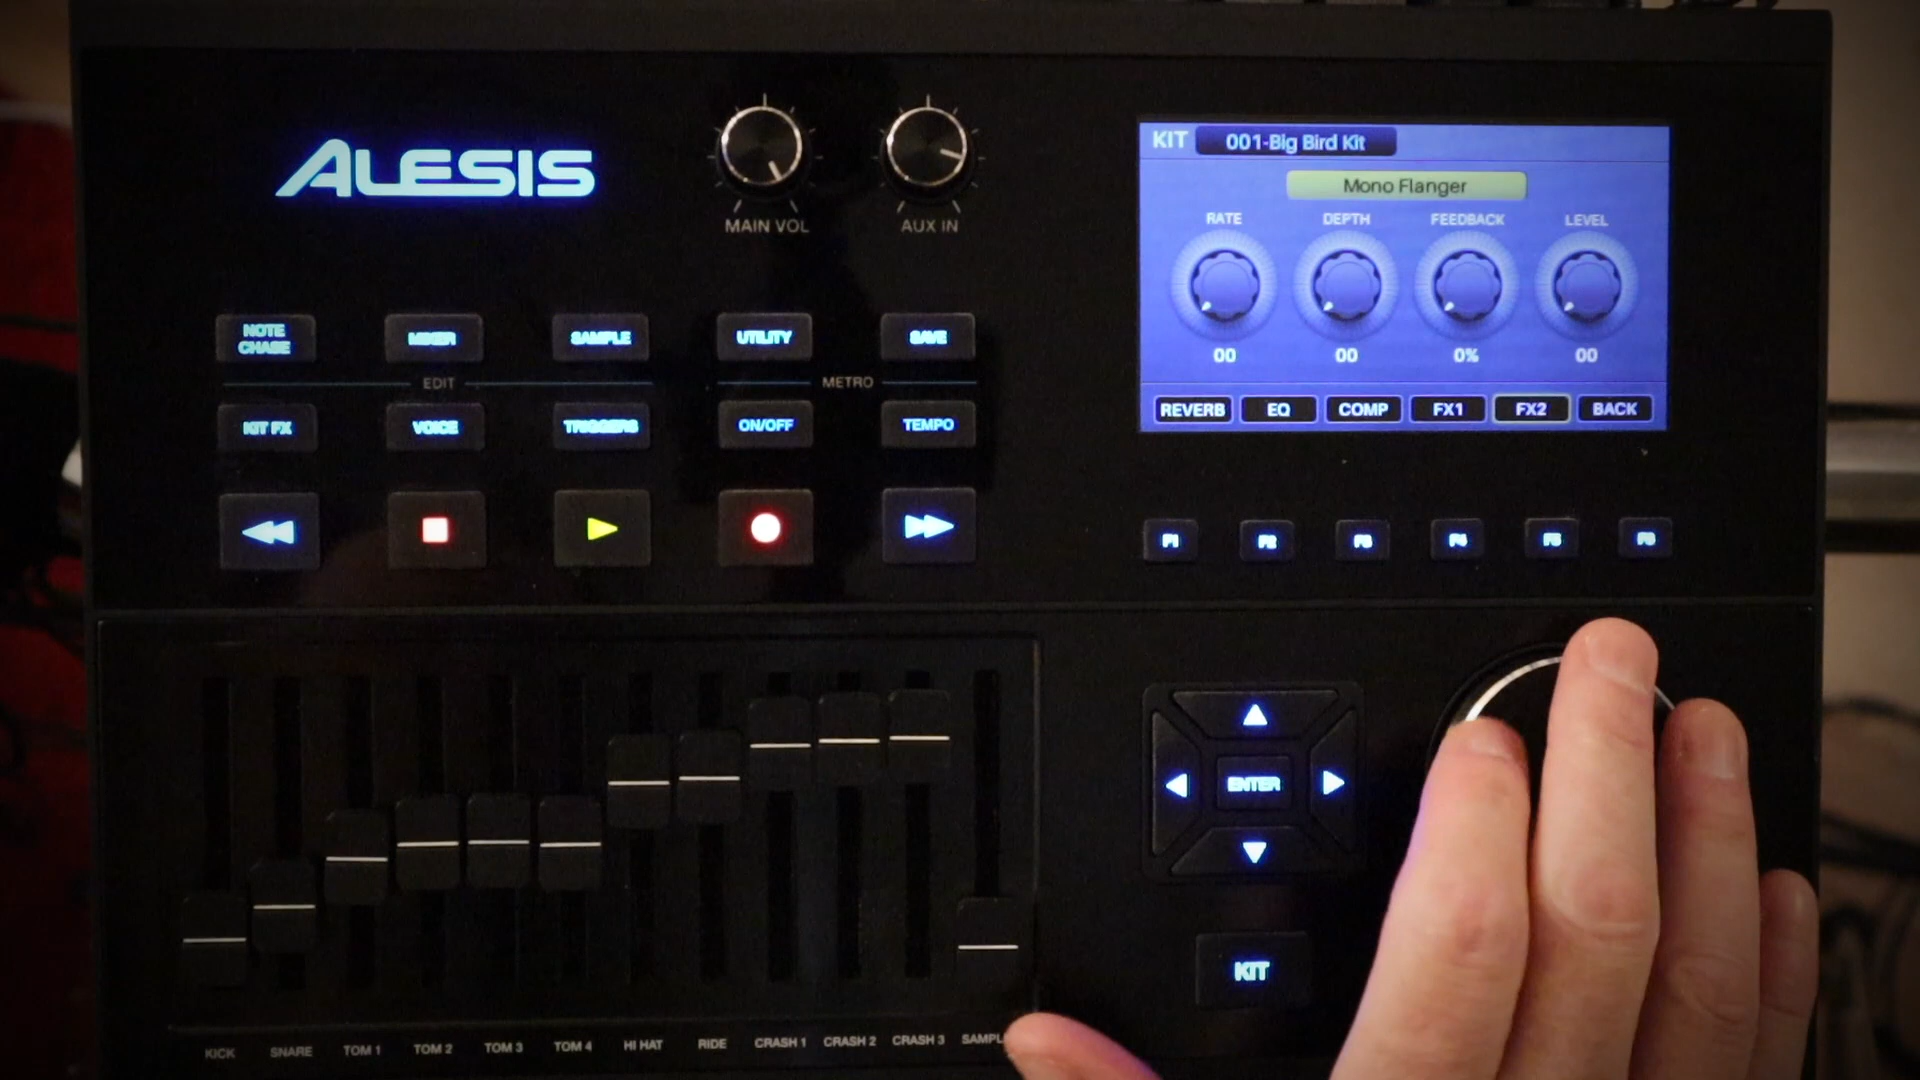 ALESIS
MAIN VOL
AUX IN
KIT 001-Big Bird Kit
Mono Flanger
RATE DEPTH FEEDBACK LEVEL
00 00 0% 00
REVERB EQ COMP FX1 FX2 BACK
NOTE CHASE
MIXER
SAMPLE
UTILITY
SAVE
EDIT
METRO
KIT FX
VOICE
TRIGGERS
ON/OFF
TEMPO
F1 F2 F3 F4 F5 F6
ENTER
KIT
KICK SNARE TOM 1 TOM 2 TOM 3 TOM 4 HI HAT RIDE CRASH 1 CRASH 2 CRASH 3 SAMPL